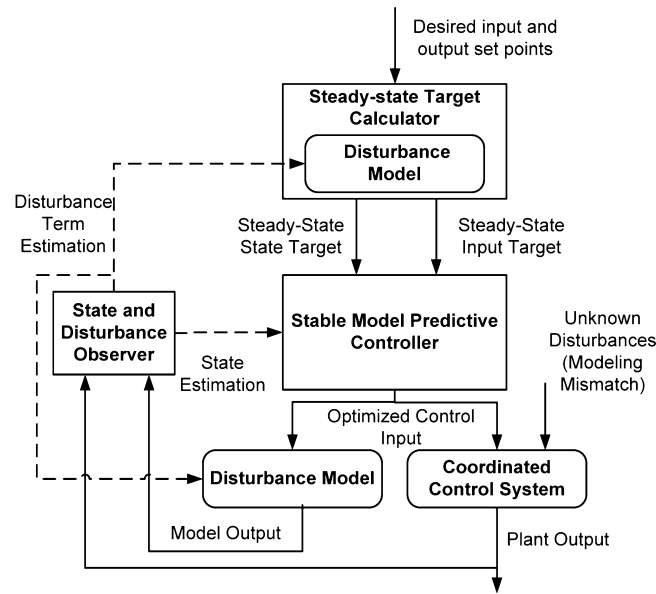 Desired input and
output set points
Steady-state Target
Calculator
Disturbance
Model
Disturbance
Term
Estimation
Steady-State
State Target
Steady-State
Input Target
State and
Disturbance
Observer
Stable Model Predictive
Controller
Unknown
Disturbances
(Modeling
Mismatch)
State
Estimation
Optimized Control
Input
Disturbance Model
Coordinated
Control System
Model Output
Plant Output